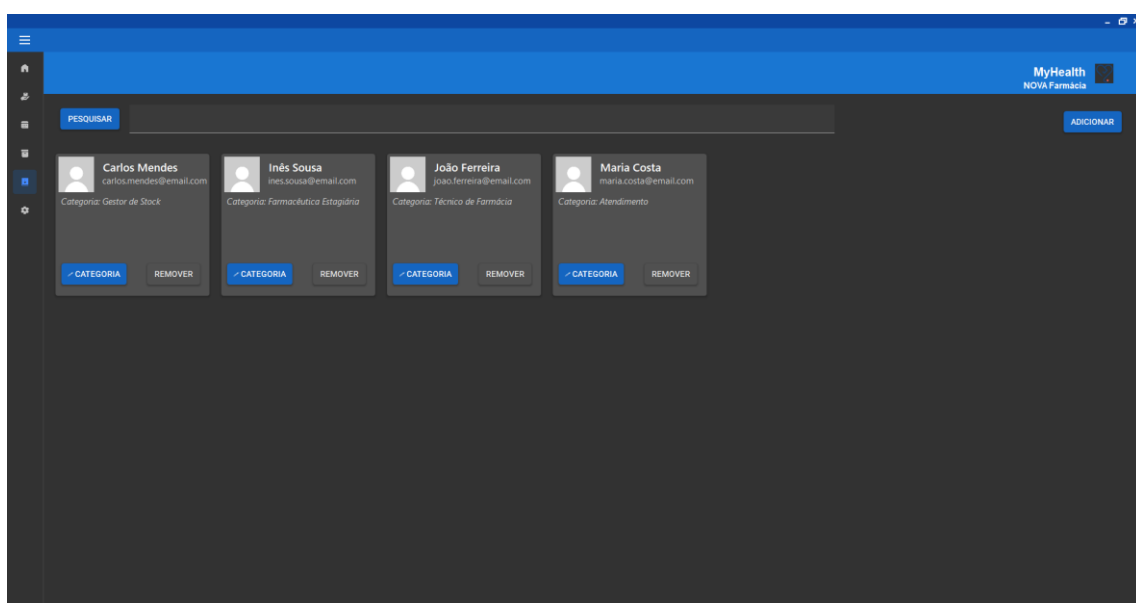 MyHealth
NOVA Farmácia
PESQUISAR
ADICIONAR
Carlos Mendes
carlos.mendes@email.com
Categoria: Gestor de Stock
CATEGORIA
REMOVER
Inês Sousa
ines.sousa@email.com
Categoria: Farmacêutica Estagiária
CATEGORIA
REMOVER
João Ferreira
joao.ferreira@email.com
Categoria: Técnico de Farmácia
CATEGORIA
REMOVER
Maria Costa
maria.costa@email.com
Categoria: Atendimento
CATEGORIA
REMOVER